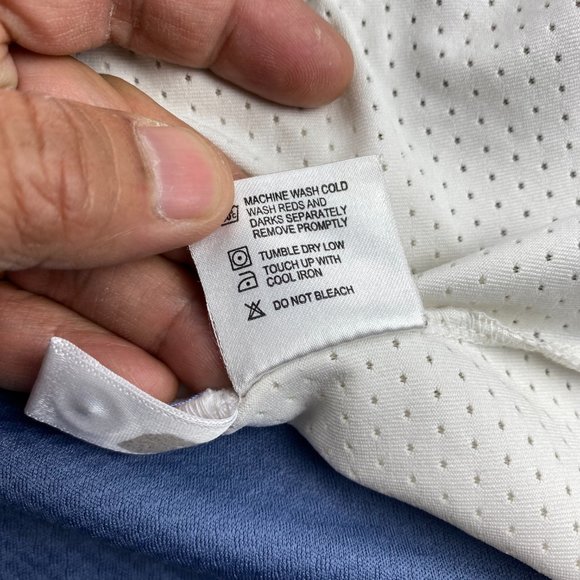 MACHINE WASH COLD
WASH REDS AND
DARKS SEPARATELY
REMOVE PROMPTLY
TUMBLE DRY LOW
TOUCH UP WITH
COOL IRON
DO NOT BLEACH